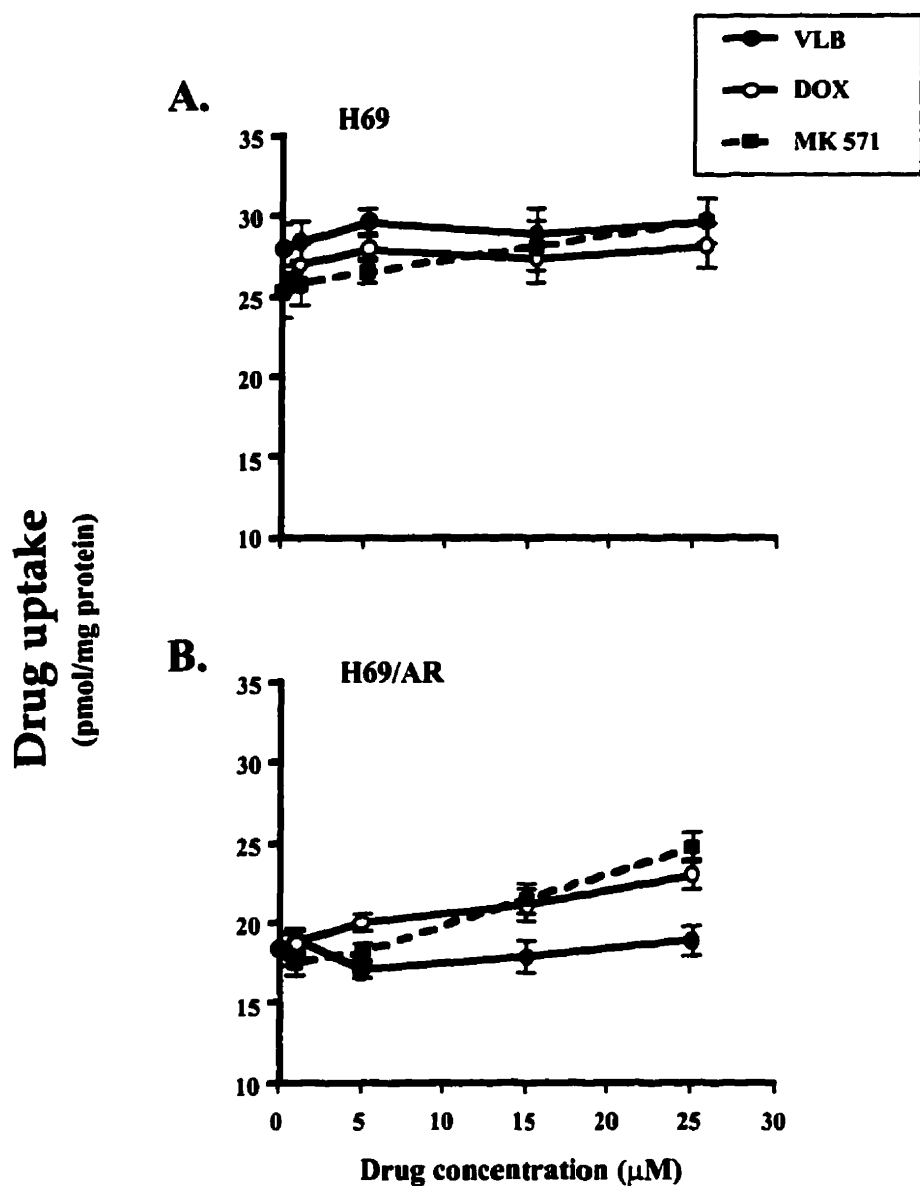 VLB
DOX
MK 571
A.
H69
35
30
25
20
15
10
Drug uptake
(pmol/mg protein)
B.
H69/AR
35
30
25
20
15
10
0 5 10 15 20 25 30
Drug concentration (μM)